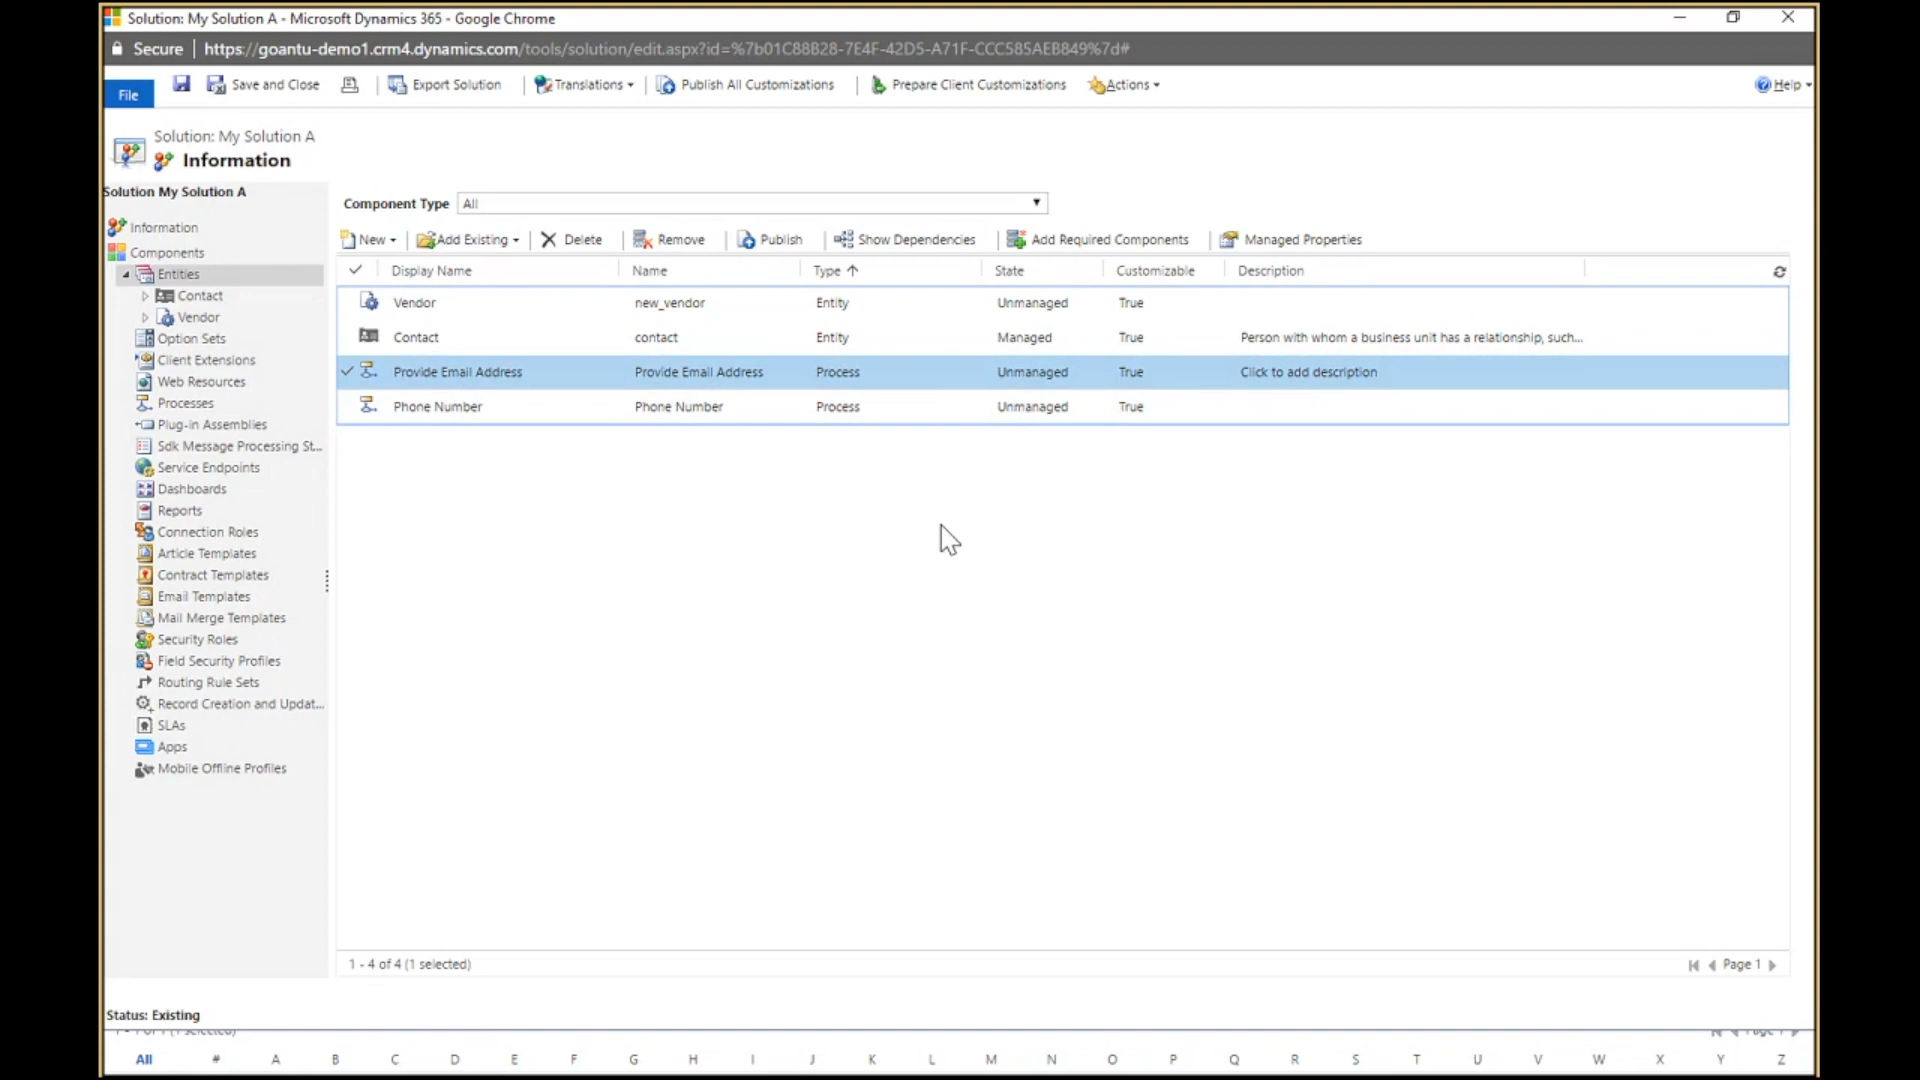 Solution: My Solution A - Microsoft Dynamics 365 - Google Chrome
Secure https://goantu-demo1.crm4.dynamics.com/tools/solution/edit.aspx?id=%7b01C88B28-7E4F-42D5-A71F-CCC585AEB849%7d#
File Save and Close Export Solution Translations Publish All Customizations Prepare Client Customizations Actions Help
Solution: My Solution A
Information
Solution My Solution A
Information
Components
Entities
Contact
Vendor
Option Sets
Client Extensions
Web Resources
Processes
Plug-in Assemblies
Sdk Message Processing St...
Service Endpoints
Dashboards
Reports
Connection Roles
Article Templates
Contract Templates
Email Templates
Mail Merge Templates
Security Roles
Field Security Profiles
Routing Rule Sets
Record Creation and Updat...
SLAs
Apps
Mobile Offline Profiles
Component Type All
New Add Existing Delete Remove Publish Show Dependencies Add Required Components Managed Properties
Display Name Name Type State Customizable Description
Vendor new_vendor Entity Unmanaged True
Contact contact Entity Managed True Person with whom a business unit has a relationship, such...
Provide Email Address Provide Email Address Process Unmanaged True Click to add description
Phone Number Phone Number Process Unmanaged True
1 - 4 of 4 (1 selected) Page 1
Status: Existing
All # A B C D E F G H I J K L M N O P Q R S T U V W X Y Z